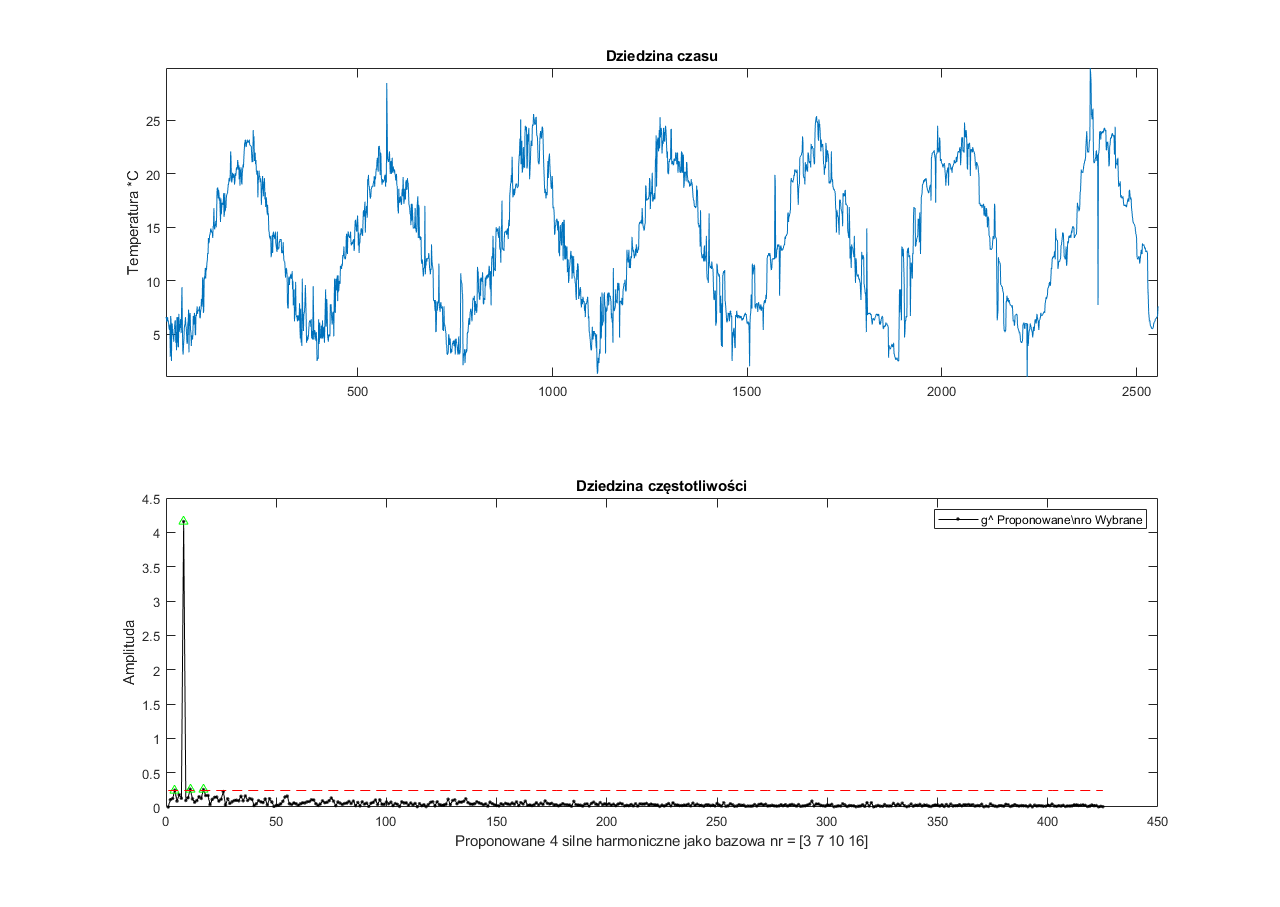 Dziedzina czasu
Temperatura *C
25
20
15
10
5
500 1000 1500 2000 2500
Dziedzina częstotliwości
Amplituda
4.5
4
3.5
3
2.5
2
1.5
1
0.5
0
g^ Proponowane\nro Wybrane
0 50 100 150 200 250 300 350 400 450
Proponowane 4 silne harmoniczne jako bazowa nr = [3 7 10 16]